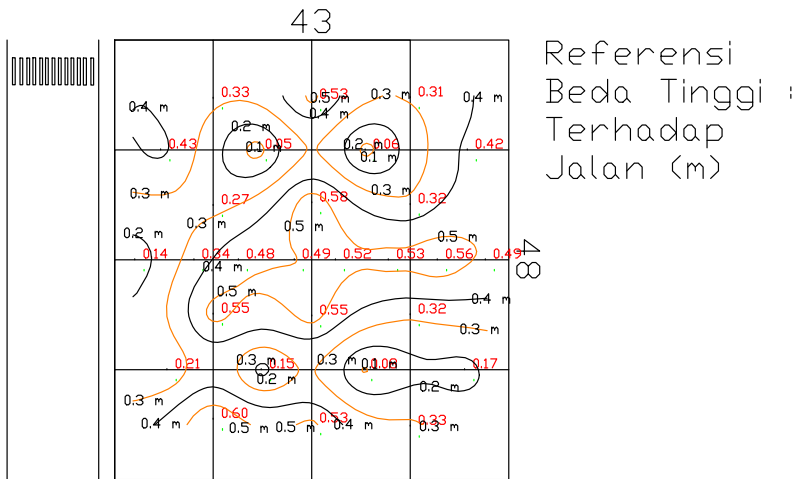 43
Referensi
Beda Tinggi :
Terhadap
Jalan (m)
0.33
0.53
0.5 m
0.3 m
0.31
0.4 m
0.4 m
0.4 m
0.2 m
0.43
0.1 m
0.05
0.2 m
0.06
0.1 m
0.42
0.3 m
0.27
0.58
0.3 m
0.32
0.3 m
0.5 m
0.2 m
0.5 m
0.14
0.34
0.48
0.49
0.52
0.53
0.56
0.49
48
0.4 m
0.5 m
0.4 m
0.55
0.55
0.32
0.3 m
0.21
0.3 m
0.15
0.3 m
0.1 m
0.17
0.2 m
0.2 m
0.3 m
0.60
0.53
0.33
0.4 m
0.5 m
0.5 m
0.4 m
0.3 m